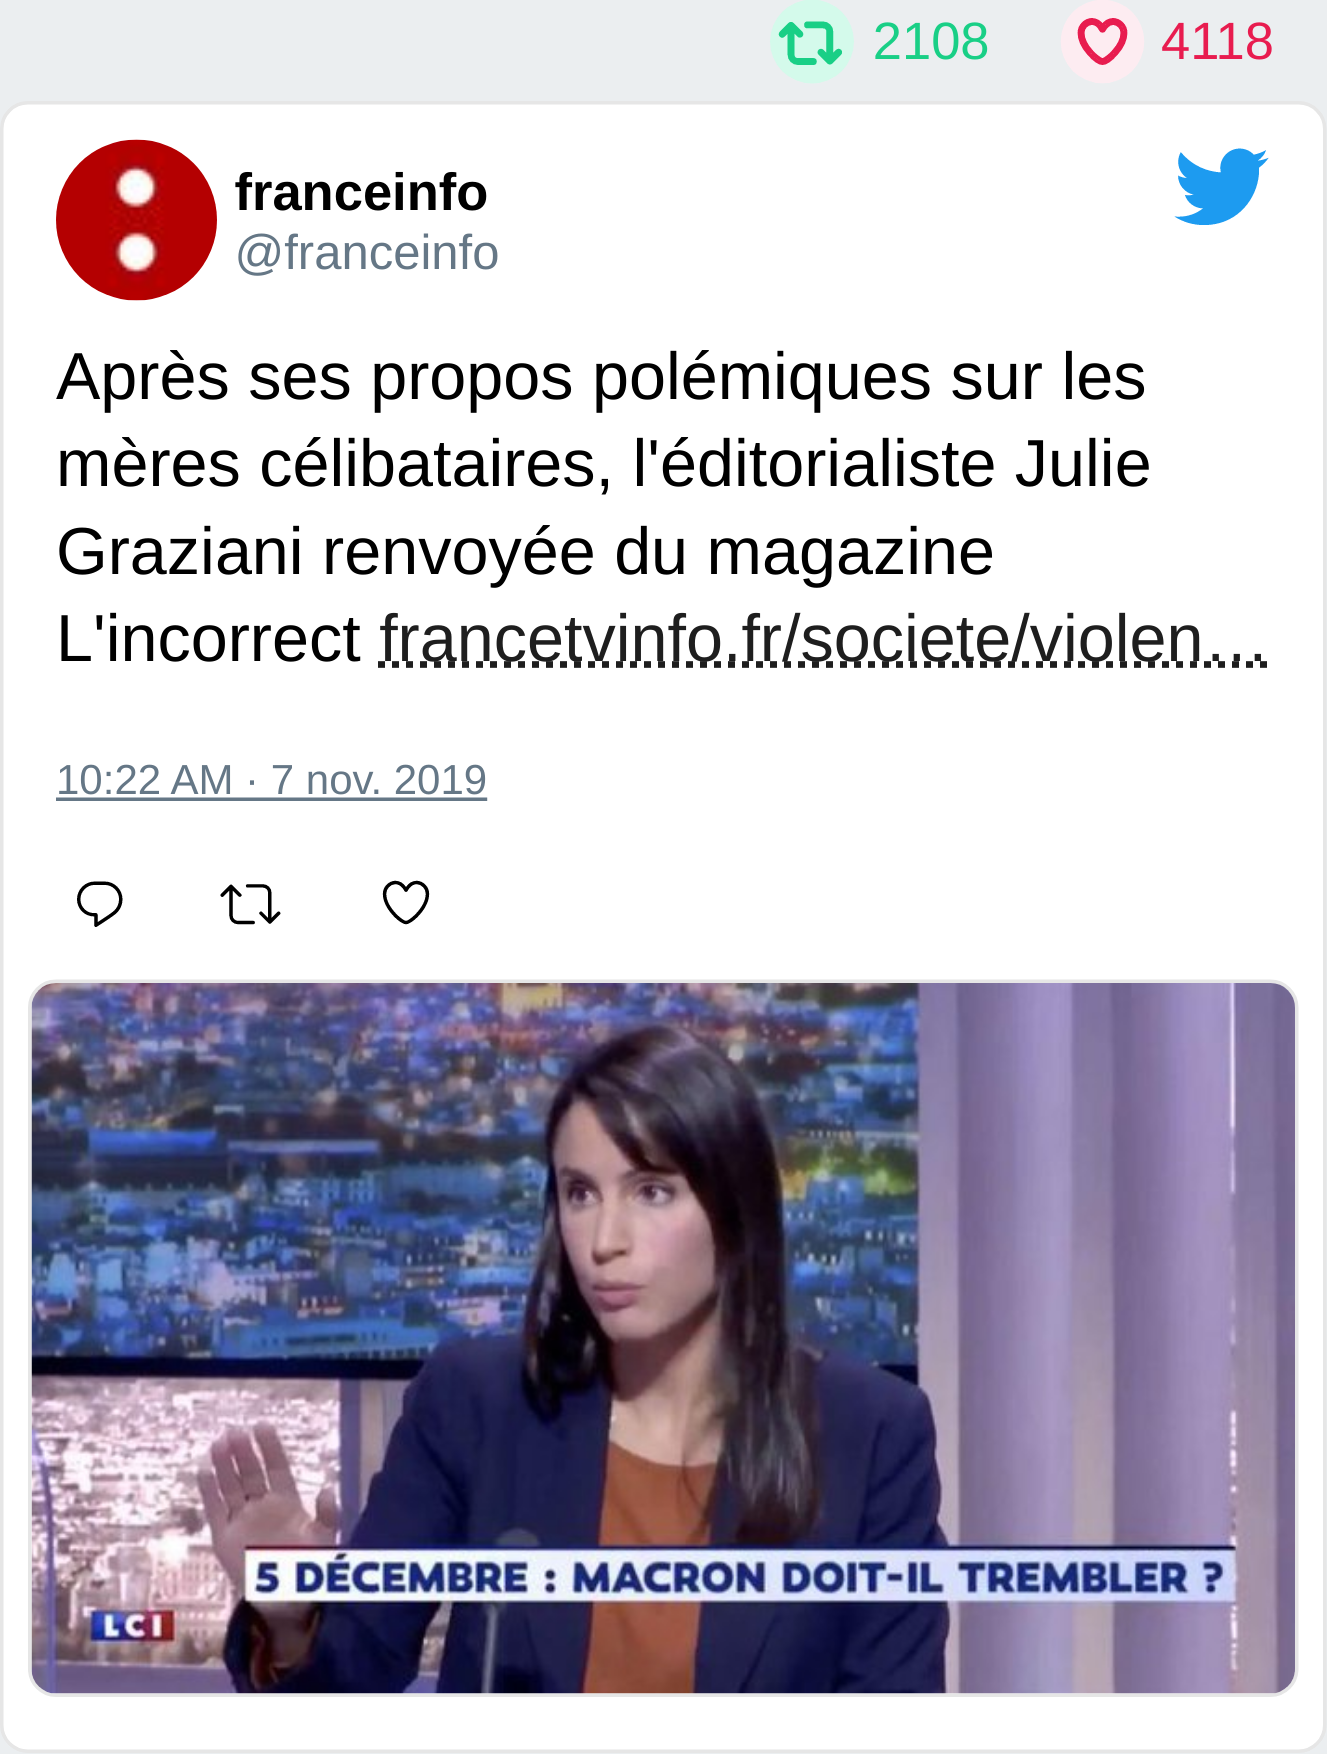 2108 4118
franceinfo
@franceinfo
Après ses propos polémiques sur les
mères célibataires, l'éditorialiste Julie
Graziani renvoyée du magazine
L'incorrect francetvinfo.fr/societe/violen…
10:22 AM · 7 nov. 2019
5 DÉCEMBRE : MACRON DOIT-IL TREMBLER ?
LCI